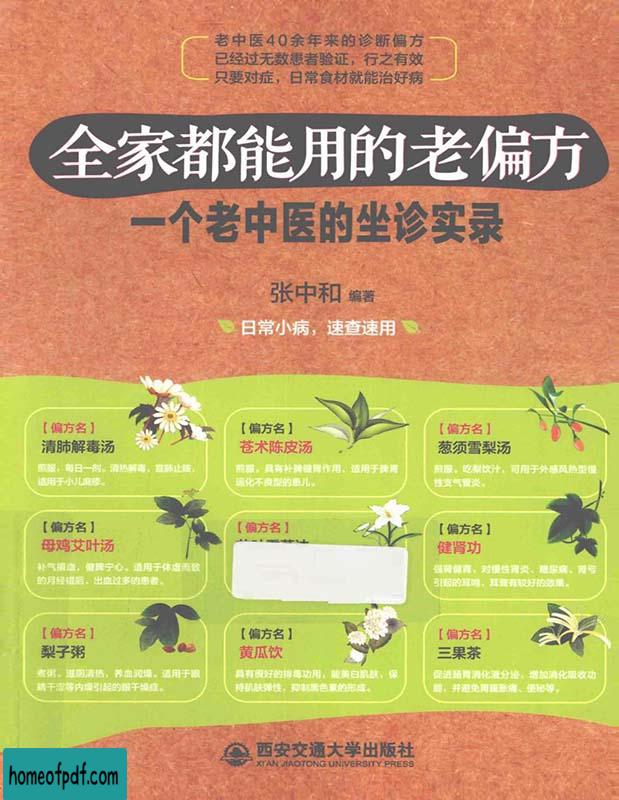 老中医40余年来的诊断偏方
已经过无数患者验证，行之有效
只要对症，日常食材就能治好病
全家都能用的老偏方
一个老中医的坐诊实录
张中和 编著
日常小病，速查速用
【偏方名】
清肺解毒汤
煎服，每日一剂。清热解毒，宣肺止咳，
适用于小儿麻疹。
【偏方名】
苍术陈皮汤
煎服，具有补脾健胃作用，适用于脾胃
运化不良型的患儿。
【偏方名】
葱须雪梨汤
煎服。吃梨饮汁，可用于外感风热型慢
性支气管炎。
【偏方名】
母鸡艾叶汤
补气摄血，健脾宁心。适用于体虚而致
的月经错后、出血过多的患者。
【偏方名】
【偏方名】
健肾功
强肾健肾，对慢性肾炎、糖尿病、肾亏
引起的耳鸣、耳聋有较好的效果。
【偏方名】
梨子粥
煮粥，滋阴清热，养血润燥。适用于眼
睛干涩等内燥引起的眼干燥症。
【偏方名】
黄瓜饮
具有很好的排毒功用，能美白肌肤，保
持肌肤弹性，抑制黑色素的形成。
【偏方名】
三果茶
促进肠胃消化液分泌，增加消化吸收功
能，并避免胃腹胀痛、便秘等。
西安交通大学出版社
XI'AN JIAOTONG UNIVERSITY PRESS
homeofpdf.com